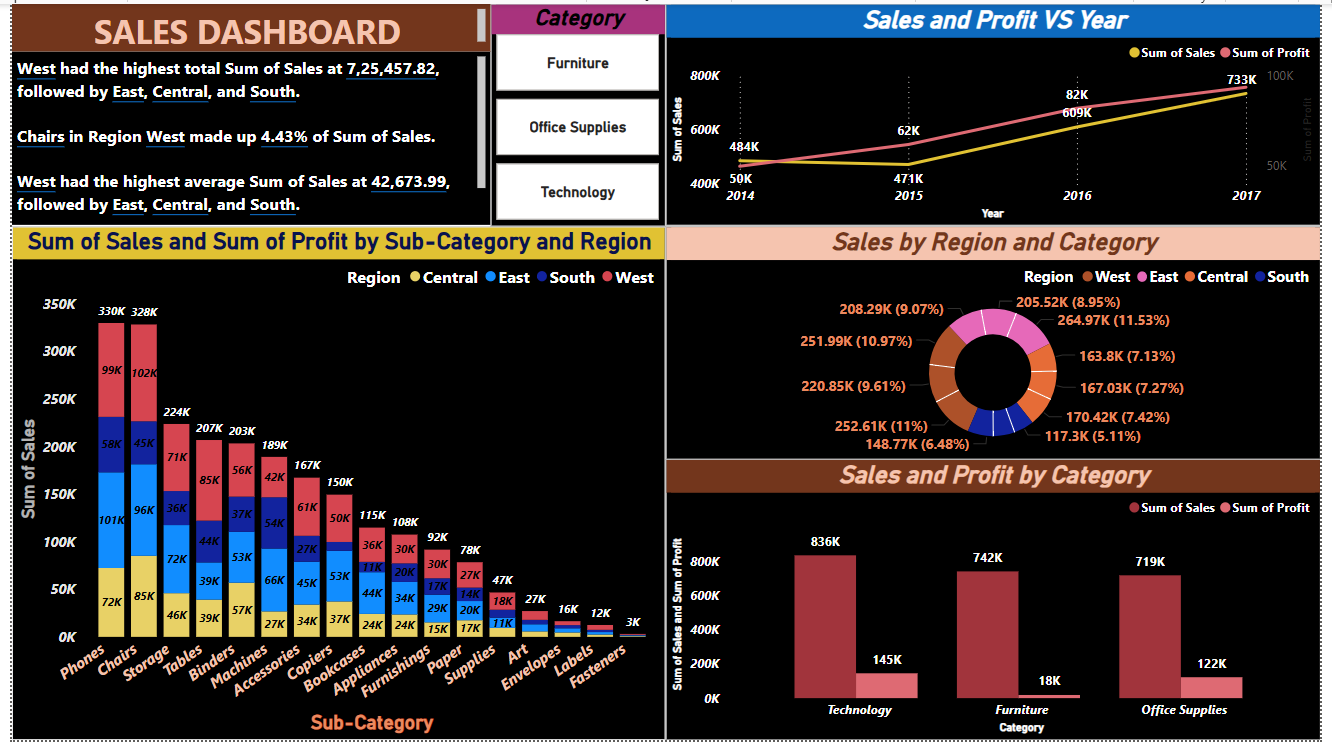 SALES DASHBOARD
West had the highest total Sum of Sales at 7,25,457.82,
followed by East, Central, and South.
Chairs in Region West made up 4.43% of Sum of Sales.
West had the highest average Sum of Sales at 42,673.99,
followed by East, Central, and South.
Category
Furniture
Office Supplies
Technology
Sales and Profit VS Year
Sum of Sales Sum of Profit
Sum of Sales
800K
600K
400K
100K
50K
Sum of Profit
484K
50K
62K
471K
82K
609K
733K
2014 2015 2016 2017
Year
Sum of Sales and Sum of Profit by Sub-Category and Region
Region Central East South West
Sum of Sales
350K
300K
250K
200K
150K
100K
50K
0K
330K 328K 224K 207K 203K 189K 167K 150K 115K 108K 92K 78K 47K 27K 16K 12K 3K
99K 102K 71K 85K 56K 42K 61K 50K 36K 30K 30K 27K 18K
58K 45K 36K 44K 37K 54K 27K 11K 20K 17K 14K
101K 96K 72K 39K 53K 66K 45K 53K 44K 34K 29K 20K 11K
72K 85K 46K 39K 57K 27K 34K 37K 24K 24K 15K 17K
Phones Chairs Storage Tables Binders Machines Accessories Copiers Bookcases Appliances Furnishings Paper Supplies Art Envelopes Labels Fasteners
Sub-Category
Sales by Region and Category
Region West East Central South
208.29K (9.07%)
205.52K (8.95%)
264.97K (11.53%)
251.99K (10.97%)
163.8K (7.13%)
220.85K (9.61%)
167.03K (7.27%)
252.61K (11%)
170.42K (7.42%)
148.77K (6.48%)
117.3K (5.11%)
Sales and Profit by Category
Sum of Sales Sum of Profit
Sum of Sales and Sum of Profit
800K
600K
400K
200K
0K
836K
145K
742K
18K
719K
122K
Technology Furniture Office Supplies
Category